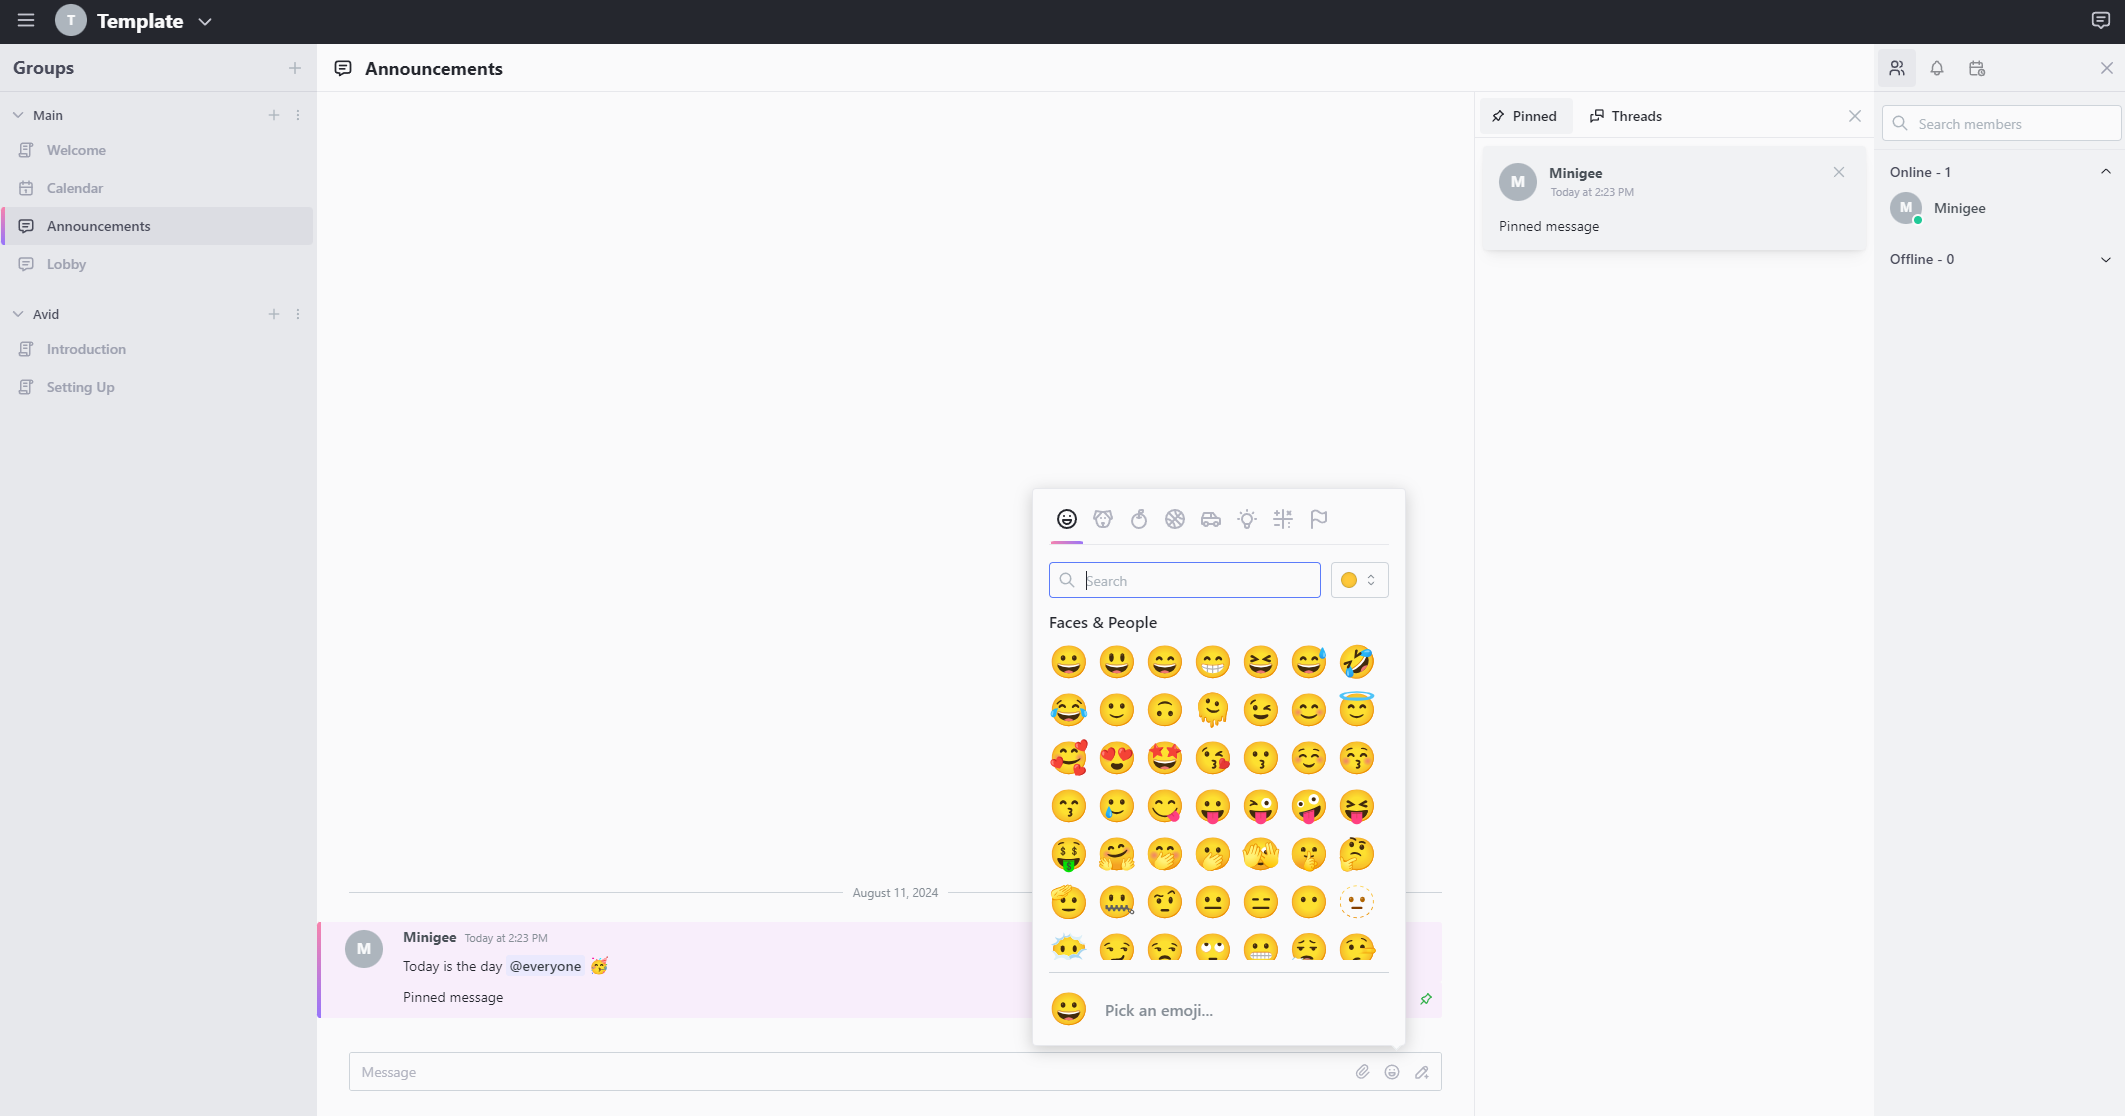 T Template
Groups
Main
Welcome
Calendar
Announcements
Lobby
Avid
Introduction
Setting Up
Announcements
August 11, 2024
M Minigee Today at 2:23 PM
Today is the day @everyone 🥳
Pinned message
Message
Search
Faces & People
Pick an emoji...
Pinned Threads
M Minigee
Today at 2:23 PM
Pinned message
Search members
Online - 1
M Minigee
Offline - 0